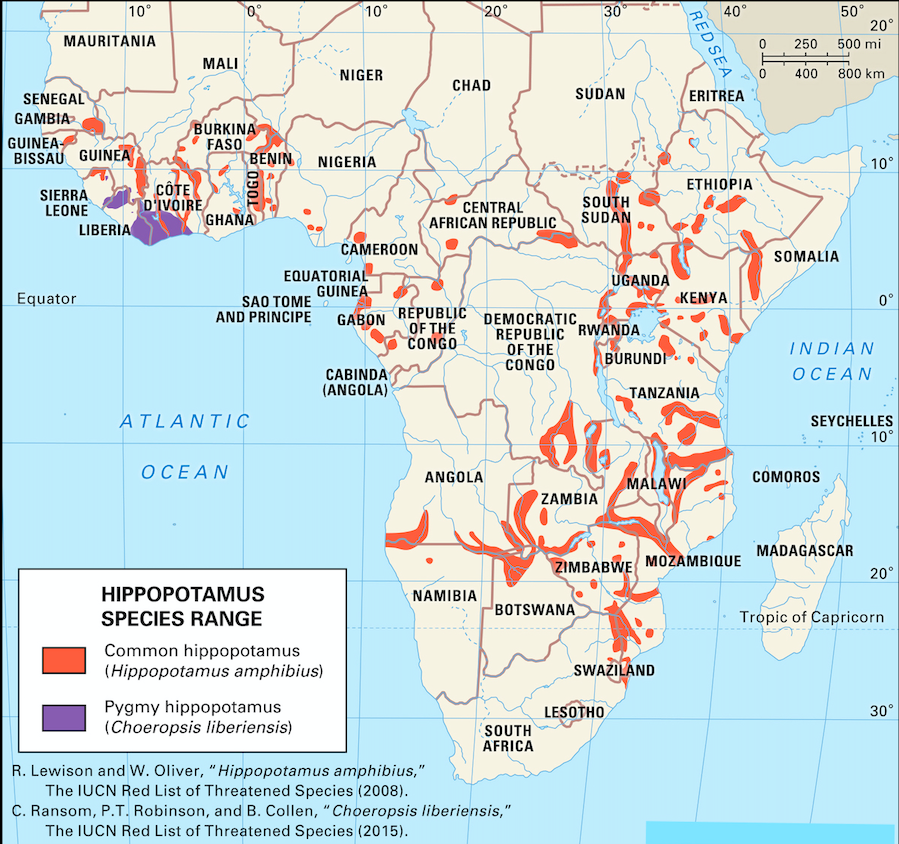 10°
0°
10°
20°
30°
40°
50°
20°
MAURITANIA
MALI
NIGER
CHAD
SUDAN
ERITREA
RED SEA
0 250 500 mi
0 400 800 km
SENEGAL
GAMBIA
GUINEA-
BISSAU
GUINEA
BURKINA
FASO
BENIN
NIGERIA
10°
SIERRA
LEONE
CÔTE
D'IVOIRE
TOGO
GHANA
LIBERIA
CENTRAL
AFRICAN REPUBLIC
SOUTH
SUDAN
ETHIOPIA
SOMALIA
CAMEROON
EQUATORIAL
GUINEA
SAO TOME
AND PRINCIPE
GABON
REPUBLIC
OF THE
CONGO
DEMOCRATIC
REPUBLIC
OF THE
CONGO
UGANDA
KENYA
RWANDA
BURUNDI
Equator
0°
INDIAN
OCEAN
CABINDA
(ANGOLA)
TANZANIA
SEYCHELLES
10°
ATLANTIC
OCEAN
ANGOLA
ZAMBIA
MALAWI
COMOROS
MADAGASCAR
MOZAMBIQUE
ZIMBABWE
20°
NAMIBIA
BOTSWANA
Tropic of Capricorn
SWAZILAND
LESOTHO
30°
SOUTH
AFRICA
HIPPOPOTAMUS
SPECIES RANGE
Common hippopotamus
(Hippopotamus amphibius)
Pygmy hippopotamus
(Choeropsis liberiensis)
R. Lewison and W. Oliver, “Hippopotamus amphibius,”
The IUCN Red List of Threatened Species (2008).
C. Ransom, P.T. Robinson, and B. Collen, “Choeropsis liberiensis,”
The IUCN Red List of Threatened Species (2015).